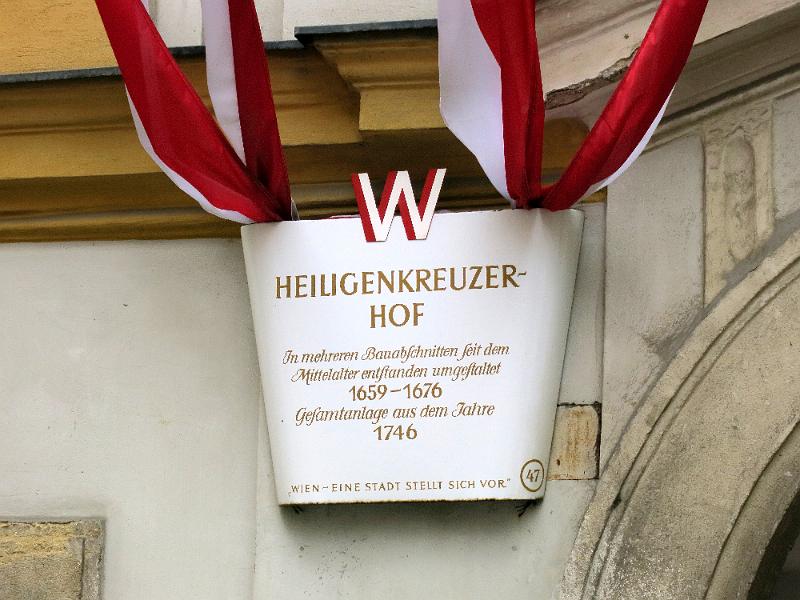 W
HEILIGENKREUZER-
HOF
In mehreren Bauabſchnitten ſeit dem
Mittelalter entſtanden umgeſtaltet
1659–1676
Geſamtanlage aus dem Jahre
1746
„WIEN – EINE STADT STELLT SICH VOR.“
47